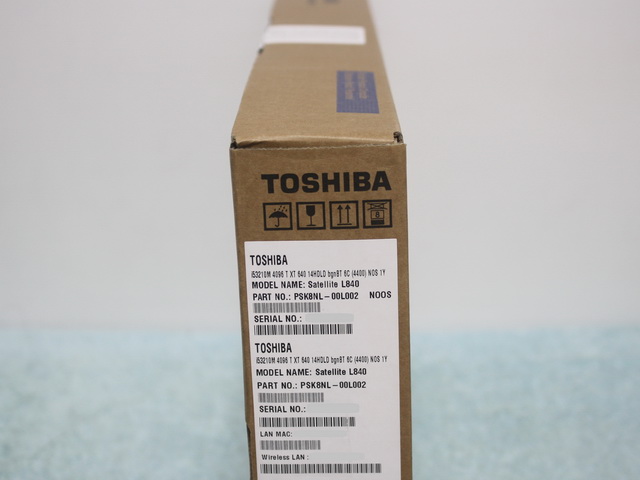 TOSHIBA
TOSHIBA
i53210M 4096 T XT 640 14HDLD bgnBT 6C (4400) NOS 1Y
MODEL NAME: Satellite L840
PART NO.: PSK8NL-00L002 NOOS
SERIAL NO.:
TOSHIBA
i53210M 4096 T XT 640 14HDLD bgnBT 6C (4400) NOS 1Y
MODEL NAME: Satellite L840
PART NO.: PSK8NL-00L002
SERIAL NO.:
LAN MAC:
Wireless LAN :